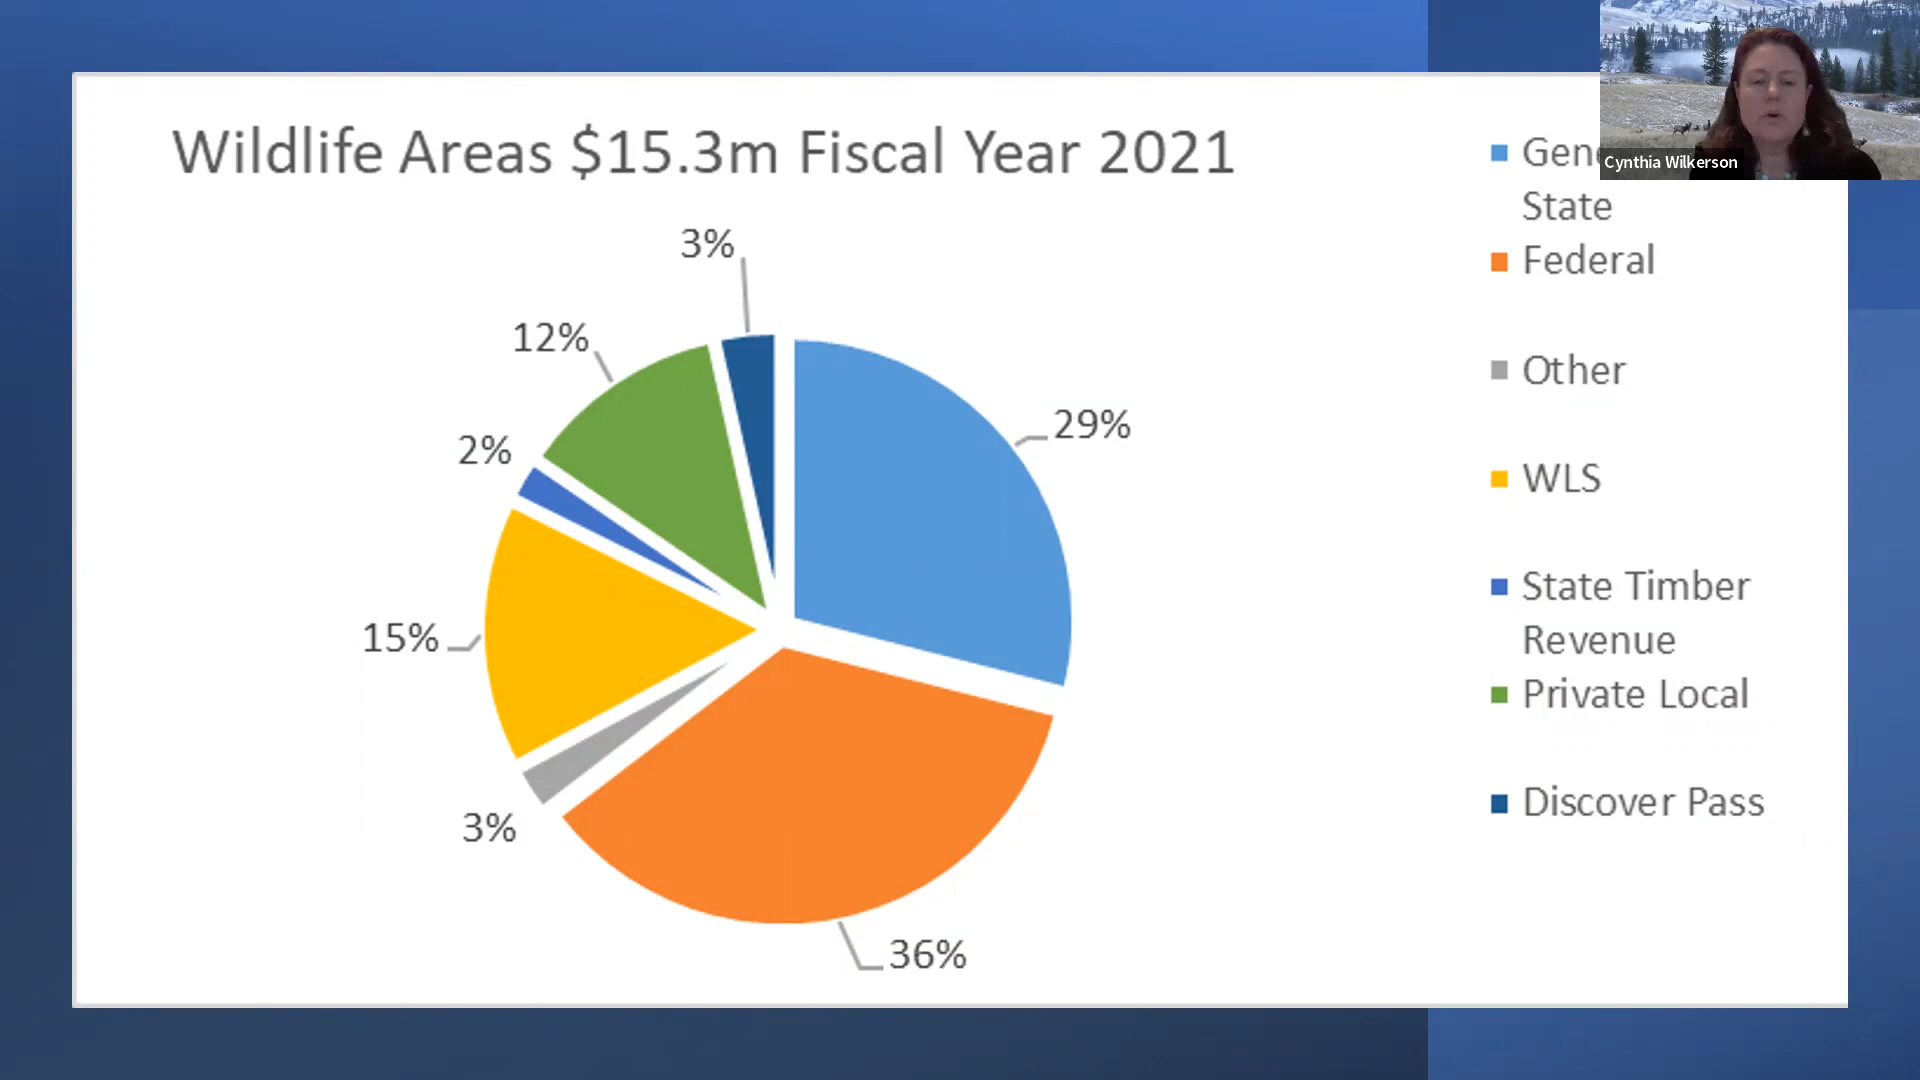 Wildlife Areas $15.3m Fiscal Year 2021
3%
12%
29%
2%
15%
3%
36%
State
Federal
Other
WLS
State Timber
Revenue
Private Local
Discover Pass
Cynthia Wilkerson